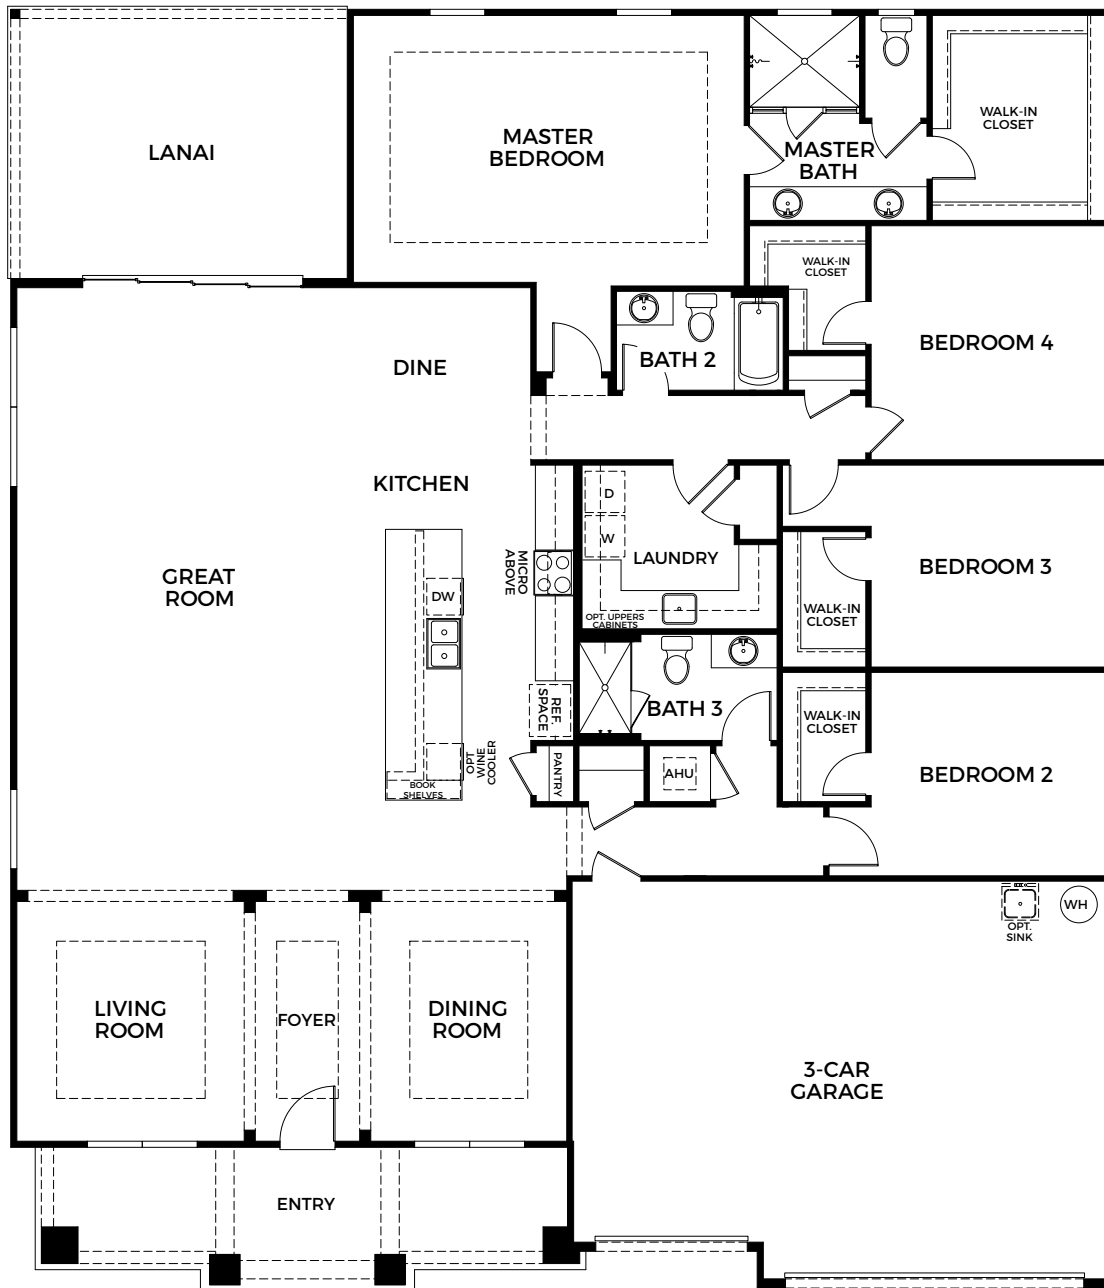 LANAI
MASTER
BEDROOM
WALK-IN
CLOSET
MASTER
BATH
WALK-IN
CLOSET
BEDROOM 4
BATH 2
DINE
KITCHEN
D
W
LAUNDRY
OPT. UPPERS
CABINETS
MICRO
ABOVE
GREAT
ROOM
DW
BEDROOM 3
WALK-IN
CLOSET
REF.
SPACE
BATH 3
WALK-IN
CLOSET
BEDROOM 2
OPT
WINE
COOLER
BOOK
SHELVES
PANTRY
AHU
OPT.
SINK
WH
LIVING
ROOM
FOYER
DINING
ROOM
3-CAR
GARAGE
ENTRY